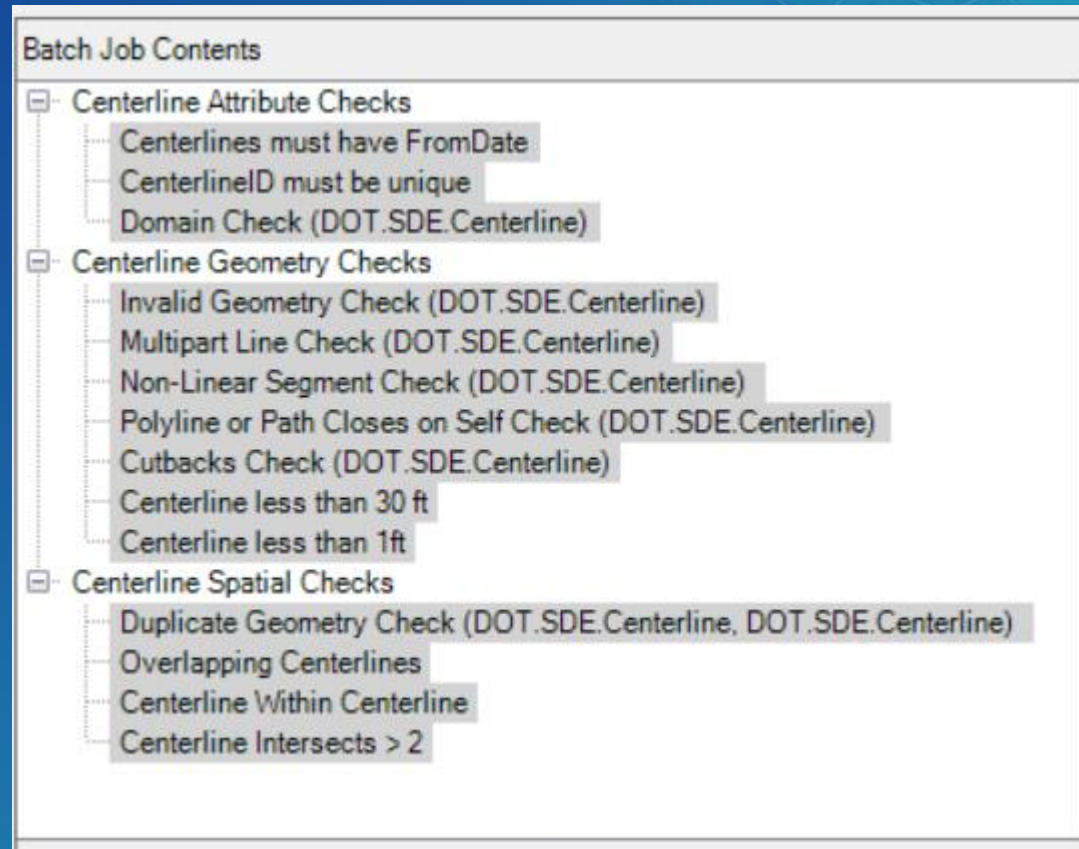 Batch Job Contents
Centerline Attribute Checks
Centerlines must have FromDate
CenterlineID must be unique
Domain Check (DOT.SDE.Centerline)
Centerline Geometry Checks
Invalid Geometry Check (DOT.SDE.Centerline)
Multipart Line Check (DOT.SDE.Centerline)
Non-Linear Segment Check (DOT.SDE.Centerline)
Polyline or Path Closes on Self Check (DOT.SDE.Centerline)
Cutbacks Check (DOT.SDE.Centerline)
Centerline less than 30 ft
Centerline less than 1ft
Centerline Spatial Checks
Duplicate Geometry Check (DOT.SDE.Centerline, DOT.SDE.Centerline)
Overlapping Centerlines
Centerline Within Centerline
Centerline Intersects > 2